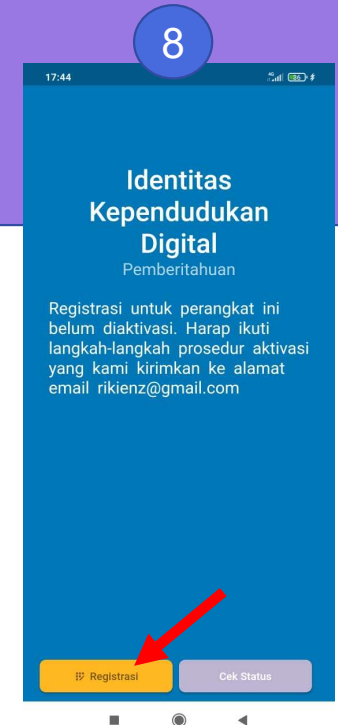 8
17:44
4G
Identitas
Kependudukan
Digital
Pemberitahuan
Registrasi untuk perangkat ini
belum diaktivasi. Harap ikuti
langkah-langkah prosedur aktivasi
yang kami kirimkan ke alamat
email rikienz@gmail.com
Registrasi
Cek Status